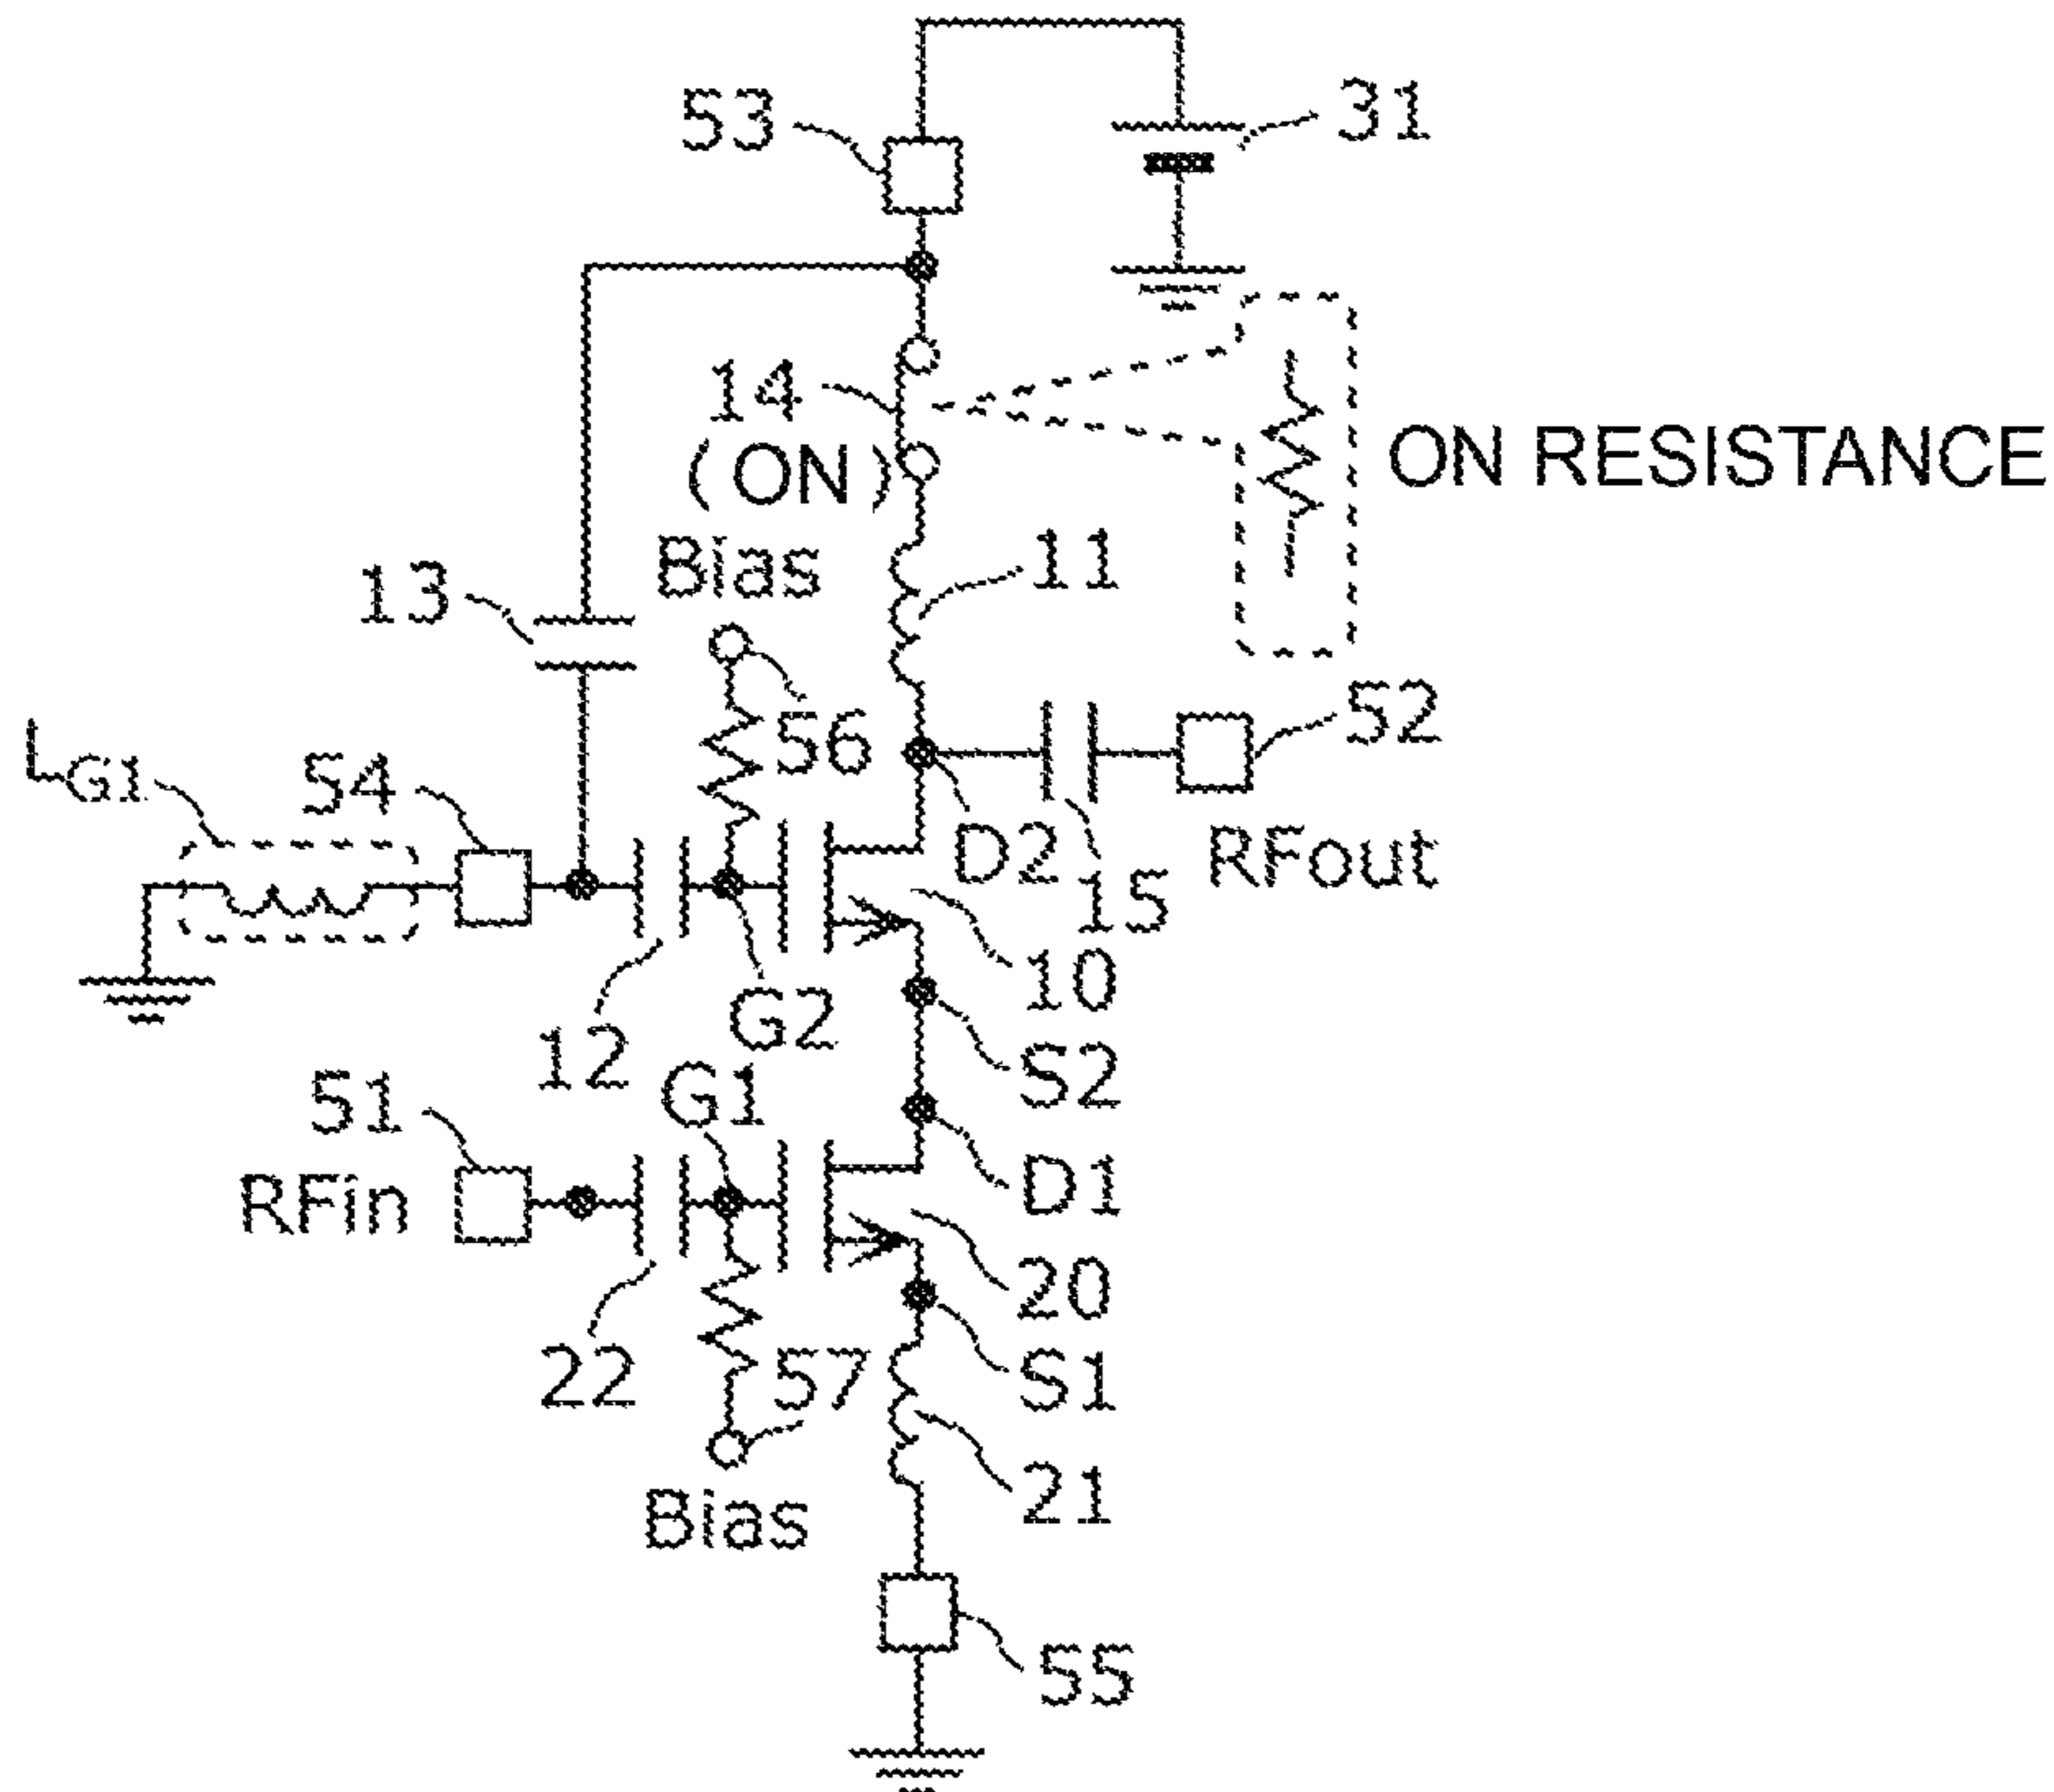 53
31
14
(ON)
ON RESISTANCE
Bias
11
13
56
52
LG1
54
D2
RFout
15
10
G2
12
S2
G1
51
RFin
D1
20
22
57
S1
21
Bias
55